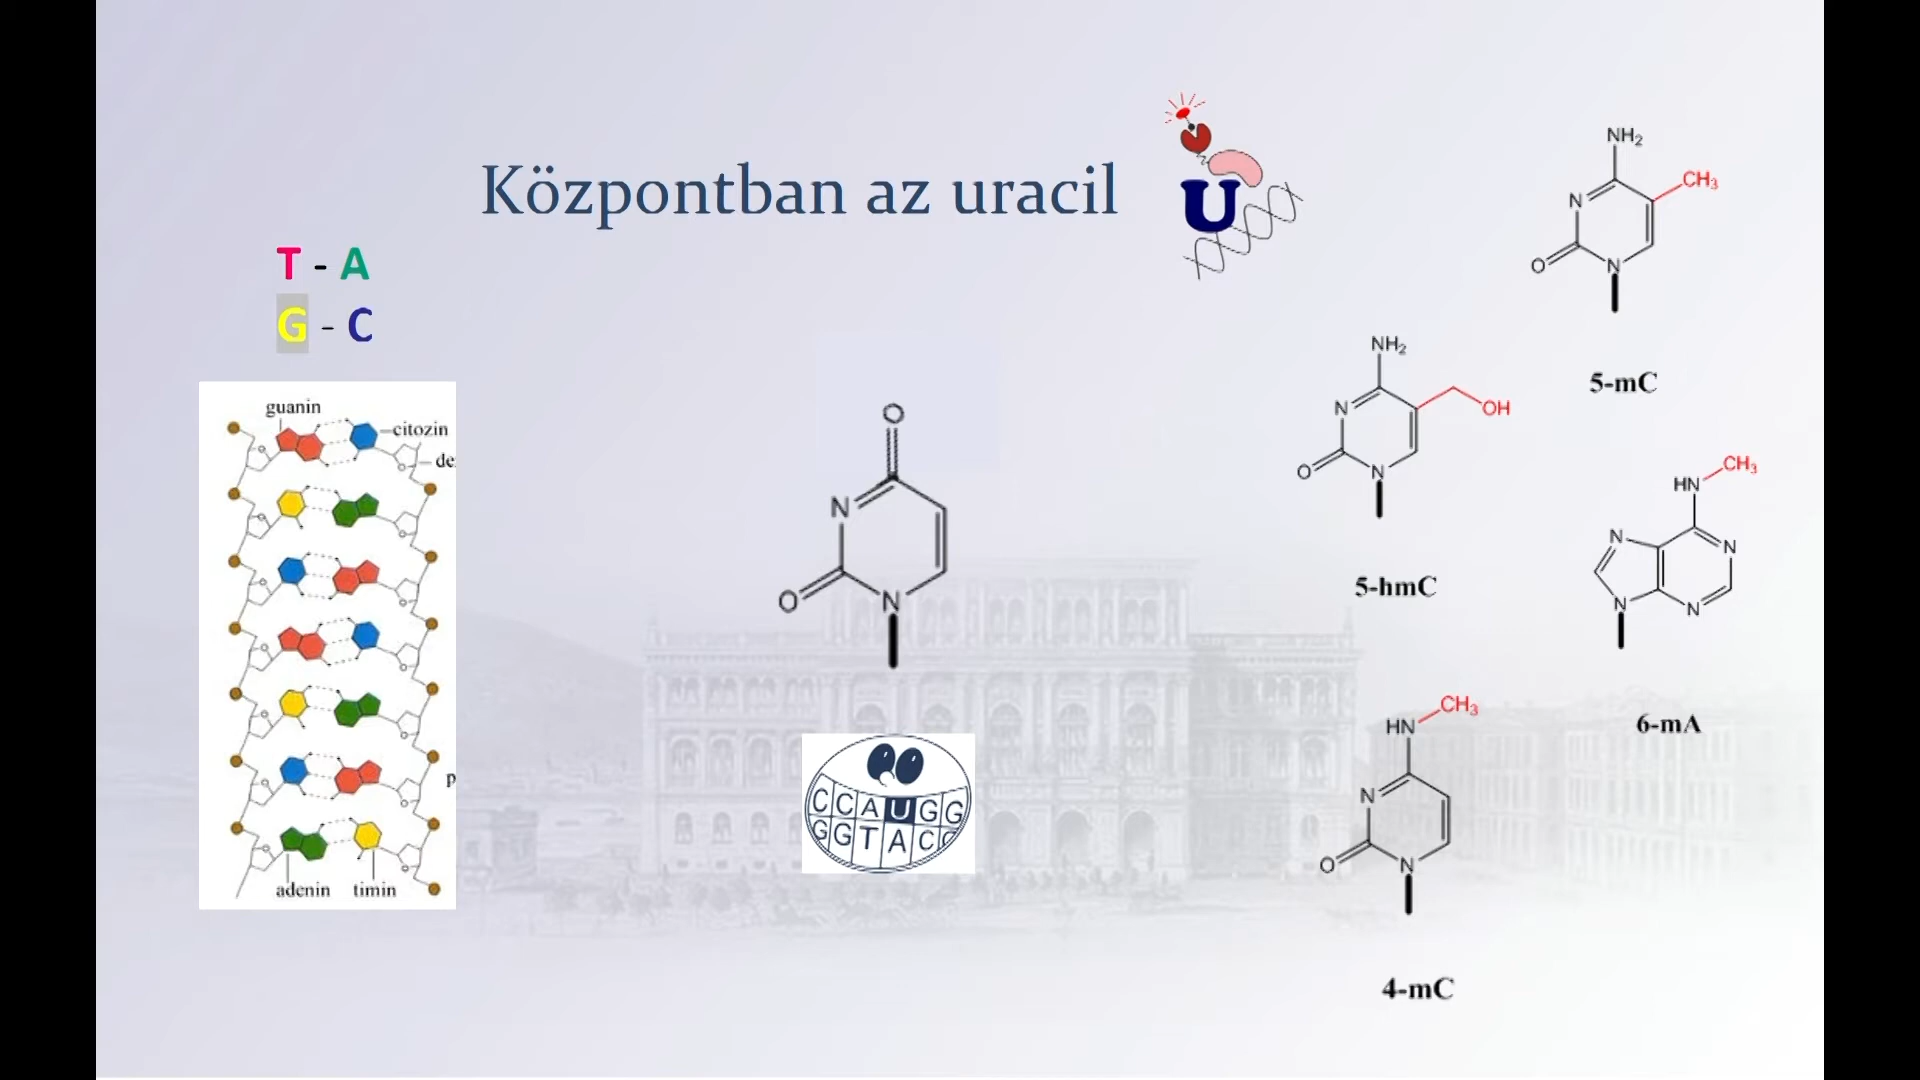 Központban az uracil
U
T - A
G - C
guanin
citozin
de
p
adenin
timin
O
N
O
N
CCAUGG
GGTACC
NH₂
CH₃
N
O
N
5-mC
NH₂
N
OH
O
N
5-hmC
CH₃
HN
N
N
N
N
6-mA
CH₃
HN
N
O
N
4-mC